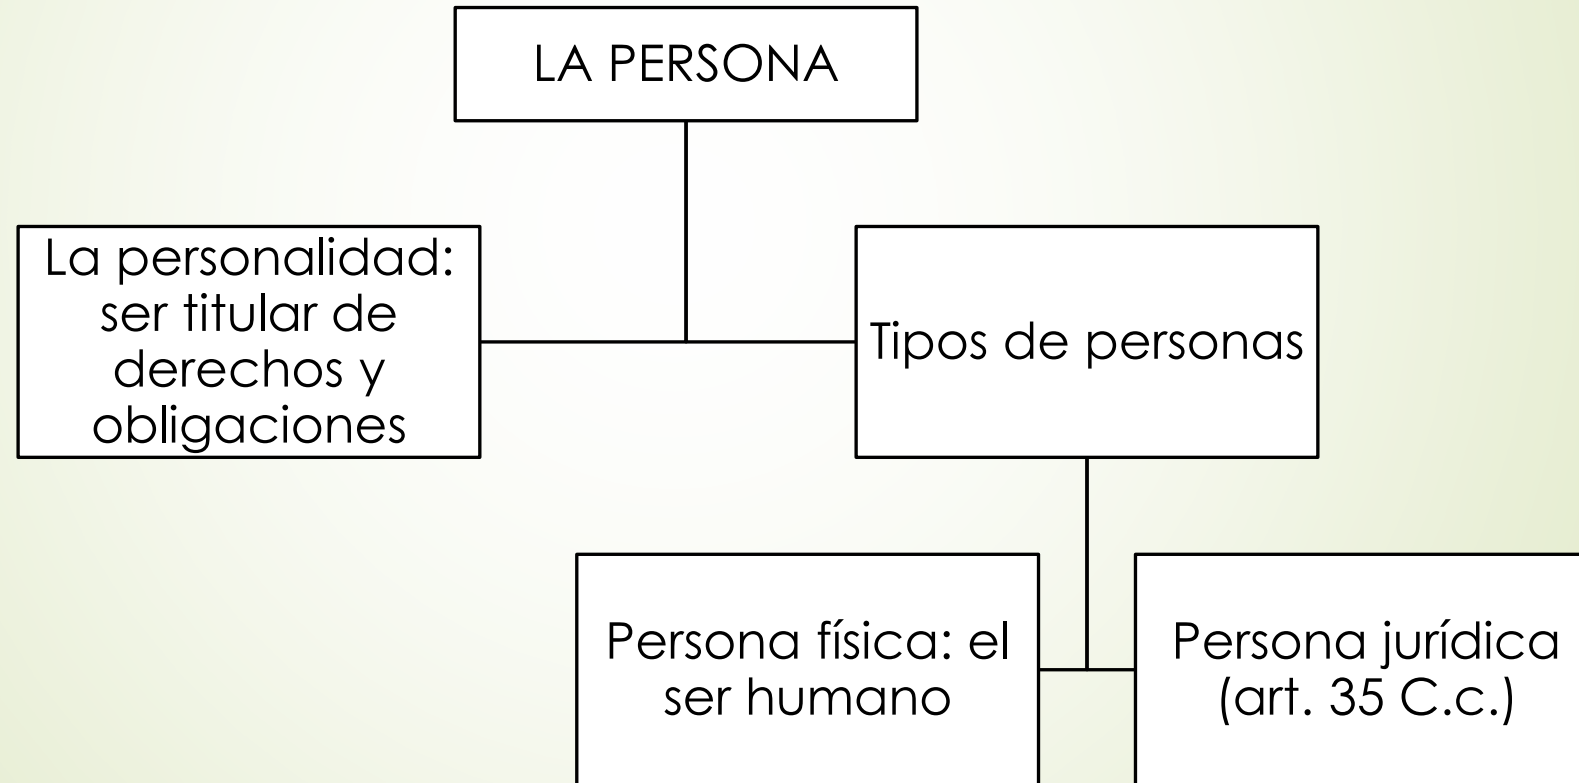 LA PERSONA
La personalidad:
ser titular de
derechos y
obligaciones
Tipos de personas
Persona física: el
ser humano
Persona jurídica
(art. 35 C.c.)